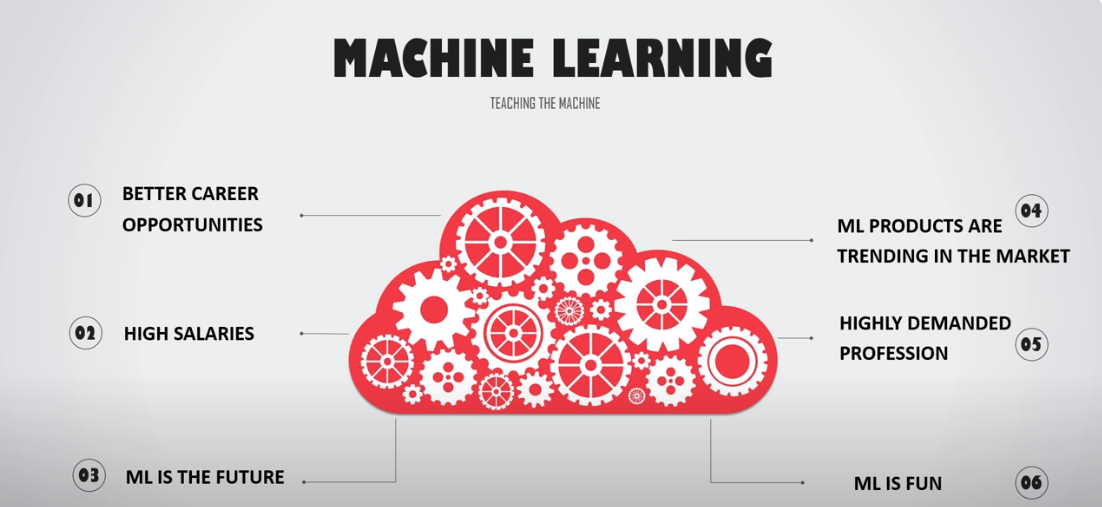 MACHINE LEARNING
TEACHING THE MACHINE
01
BETTER CAREER
OPPORTUNITIES
02
HIGH SALARIES
03
ML IS THE FUTURE
04
ML PRODUCTS ARE
TRENDING IN THE MARKET
HIGHLY DEMANDED
05
PROFESSION
ML IS FUN
06